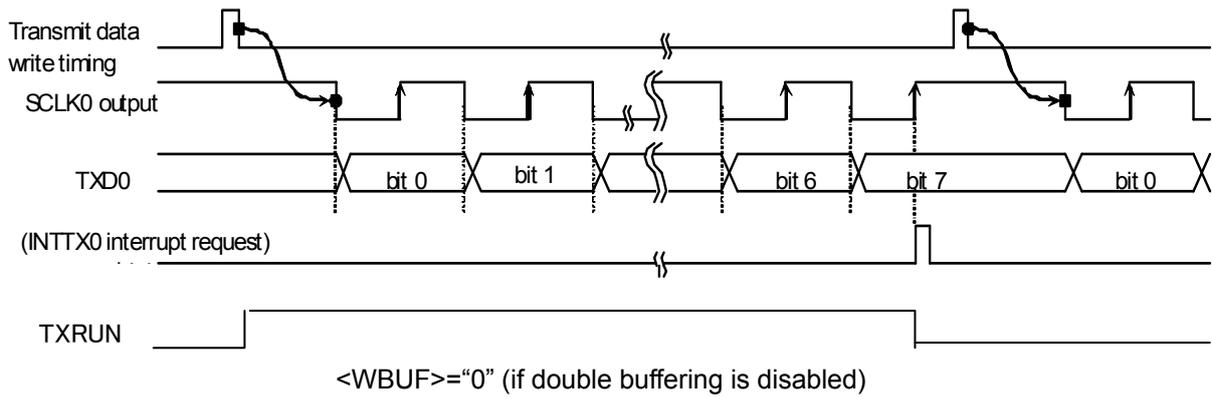 Transmit data
write timing
SCLK0 output
TXD0
bit 0 bit 1 bit 6 bit 7 bit 0
(INTTX0 interrupt request)
TXRUN
<WBUF>=“0” (if double buffering is disabled)